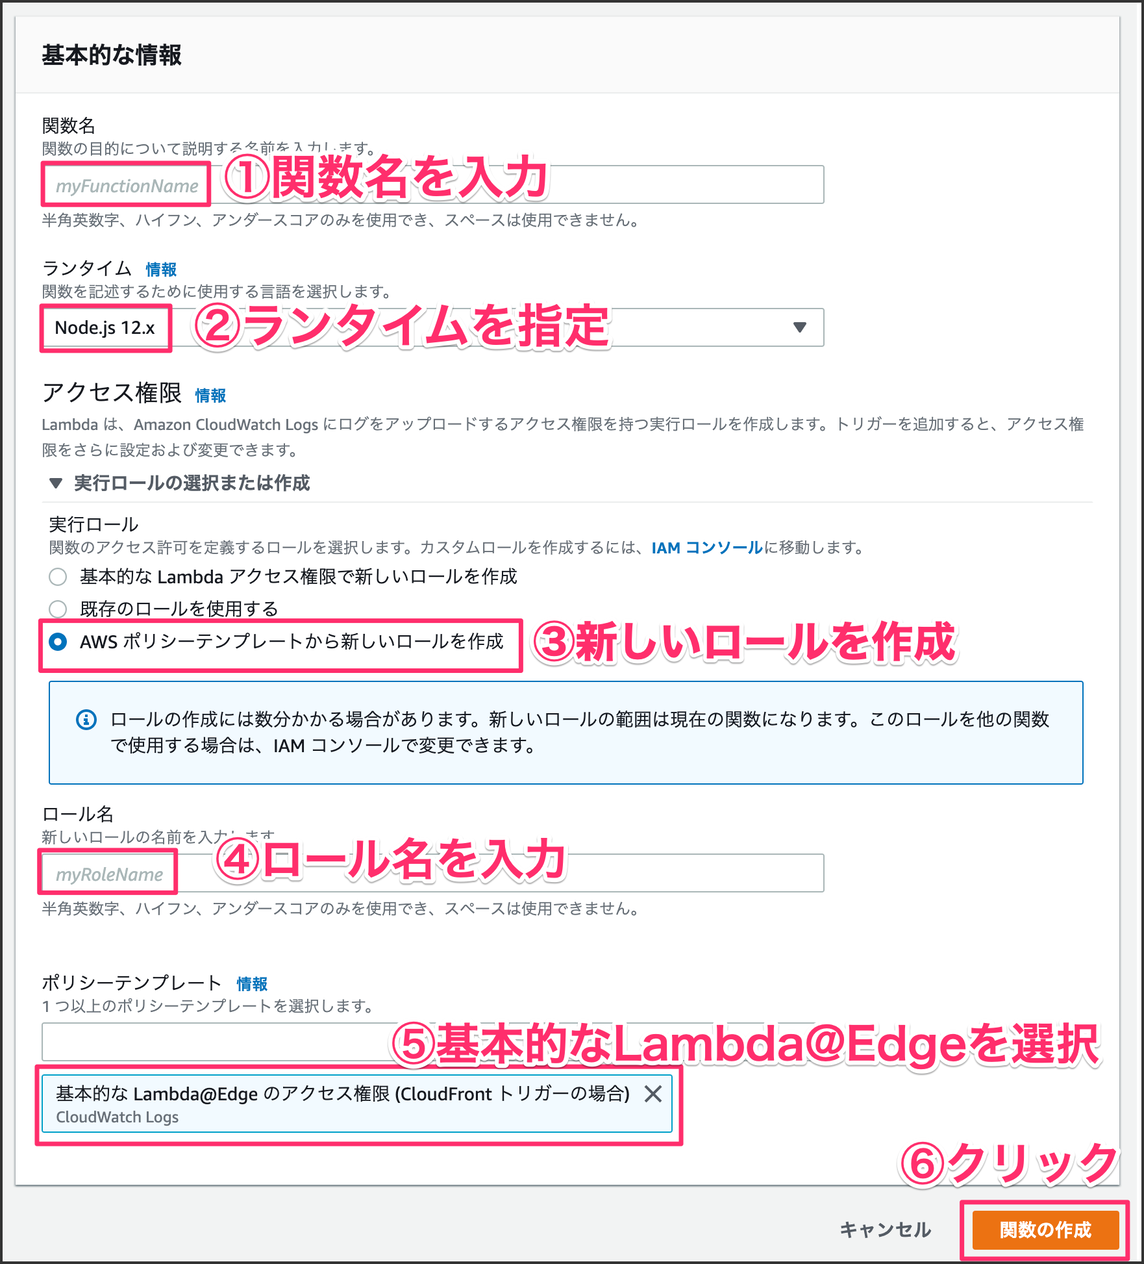 基本的な情報
関数名
関数の目的について説明する名前を入力します。
myFunctionName
①関数名を入力
半角英数字、ハイフン、アンダースコアのみを使用でき、スペースは使用できません。
ランタイム 情報
関数を記述するために使用する言語を選択します。
Node.js 12.x
②ランタイムを指定
アクセス権限 情報
Lambda は、Amazon CloudWatch Logs にログをアップロードするアクセス権限を持つ実行ロールを作成します。トリガーを追加すると、アクセス権
限をさらに設定および変更できます。
▼ 実行ロールの選択または作成
実行ロール
関数のアクセス許可を定義するロールを選択します。カスタムロールを作成するには、IAM コンソールに移動します。
基本的な Lambda アクセス権限で新しいロールを作成
既存のロールを使用する
AWS ポリシーテンプレートから新しいロールを作成
③新しいロールを作成
ロールの作成には数分かかる場合があります。新しいロールの範囲は現在の関数になります。このロールを他の関数
で使用する場合は、IAM コンソールで変更できます。
ロール名
新しいロールの名前を入力します
myRoleName
④ロール名を入力
半角英数字、ハイフン、アンダースコアのみを使用でき、スペースは使用できません。
ポリシーテンプレート 情報
1 つ以上のポリシーテンプレートを選択します。
⑤基本的なLambda@Edgeを選択
基本的な Lambda@Edge のアクセス権限 (CloudFront トリガーの場合)
CloudWatch Logs
⑥クリック
キャンセル
関数の作成